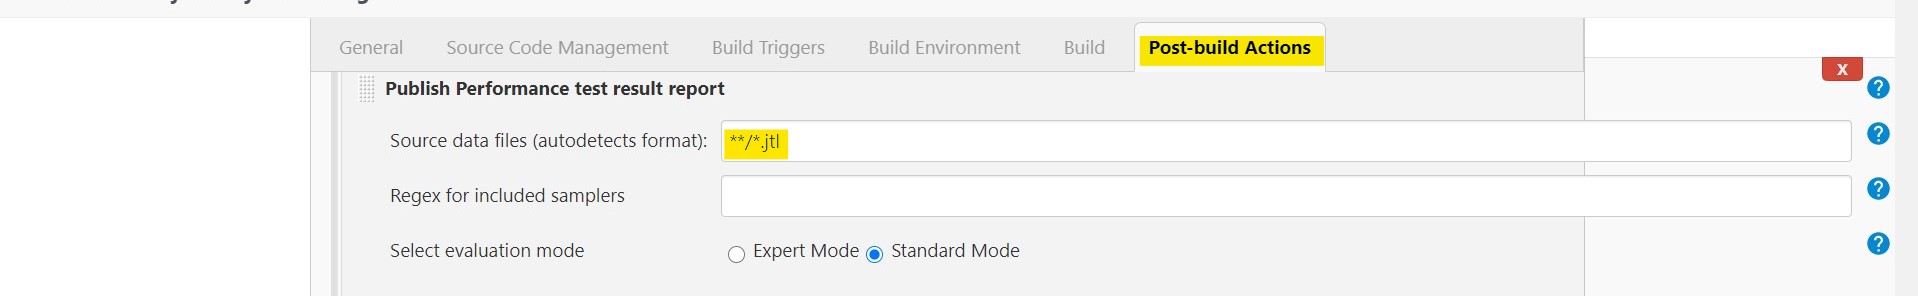 General Source Code Management Build Triggers Build Environment Build Post-build Actions
X
Publish Performance test result report ?
Source data files (autodetects format): **/*.jtl ?
Regex for included samplers ?
Select evaluation mode Expert Mode Standard Mode ?